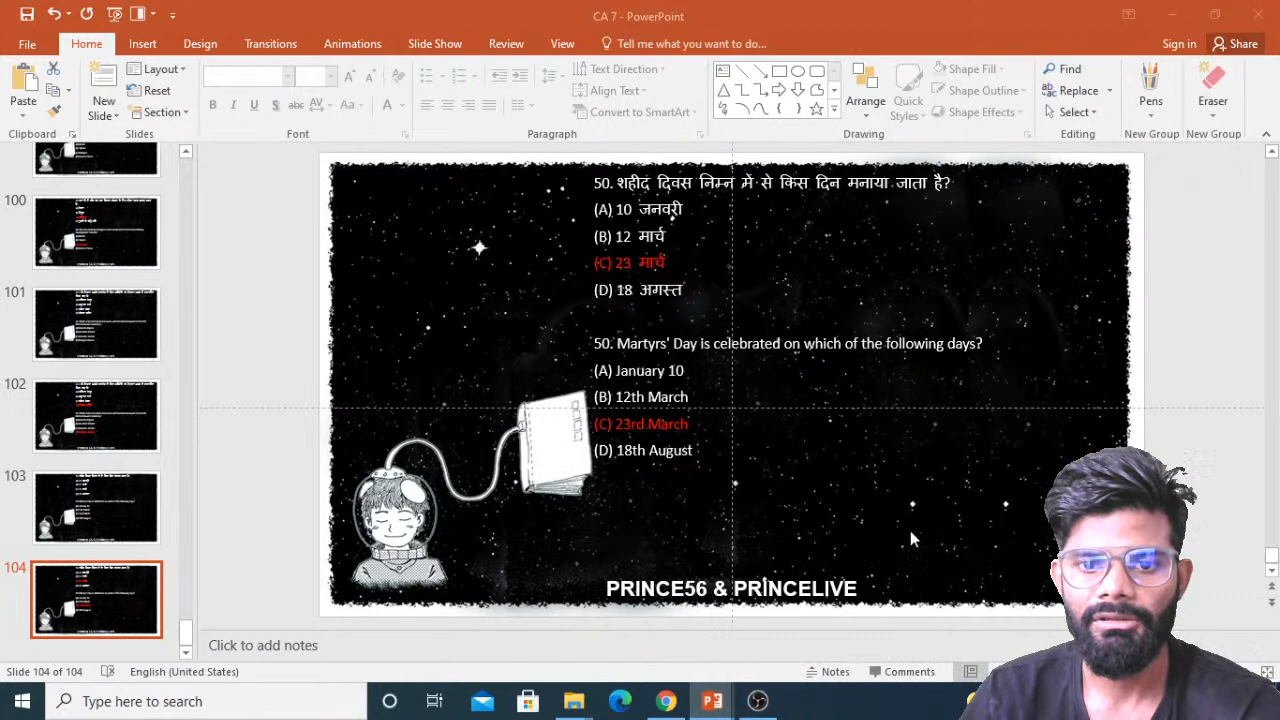 CA 7 - PowerPoint
File Home Insert Design Transitions Animations Slide Show Review View Tell me what you want to do... Sign in Share
Paste
New Slide
Layout
Reset
Section
Text Direction
Align Text
Convert to SmartArt
Arrange
Quick Styles
Shape Fill
Shape Outline
Shape Effects
Find
Replace
Select
Pens
Eraser
Clipboard Slides Font Paragraph Drawing Editing New Group New Group
100
101
102
103
104
50. शहीद दिवस निम्न में से किस दिन मनाया जाता है?
(A) 10 जनवरी
(B) 12 मार्च
(C) 23 मार्च
(D) 18 अगस्त
50. Martyrs' Day is celebrated on which of the following days?
(A) January 10
(B) 12th March
(C) 23rd March
(D) 18th August
PRINCE56 & PRINCELIVE
Click to add notes
Slide 104 of 104 English (United States) Notes Comments
Type here to search